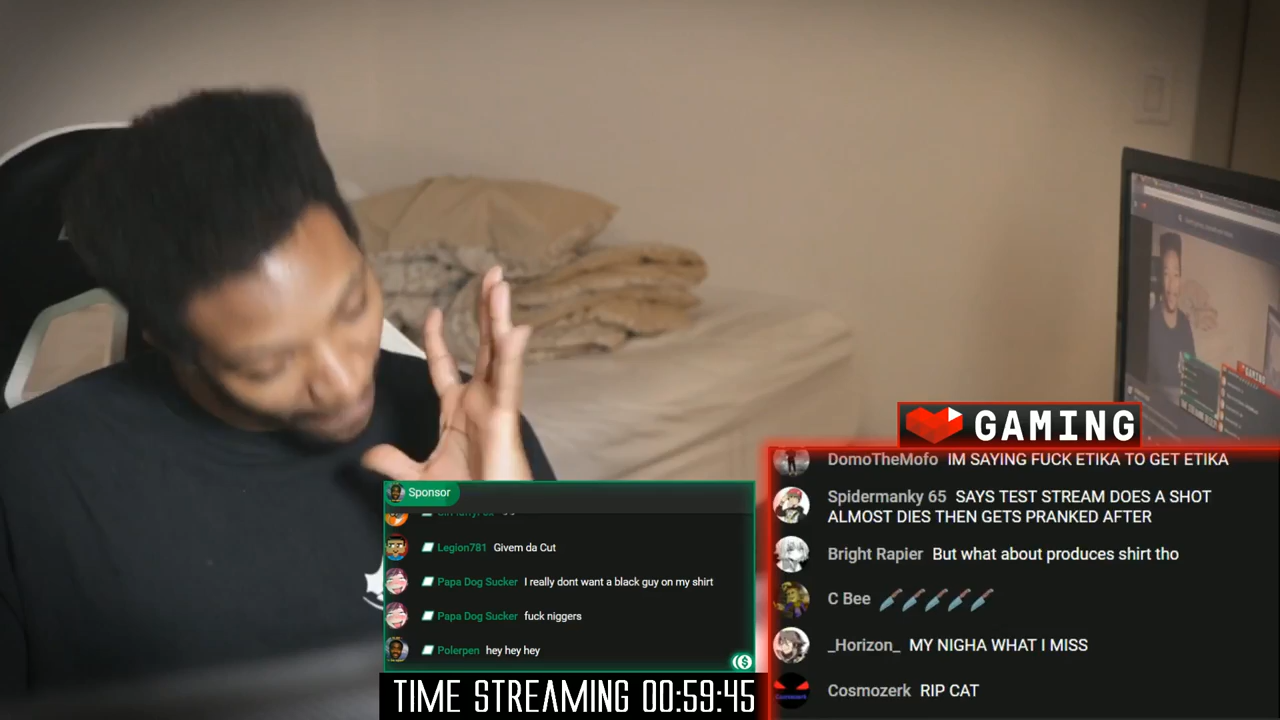 GAMING
DomoTheMofo IM SAYING FUCK ETIKA TO GET ETIKA
Spidermanky 65 SAYS TEST STREAM DOES A SHOT
ALMOST DIES THEN GETS PRANKED AFTER
Bright Rapier But what about produces shirt tho
C Bee
_Horizon_ MY NIGHA WHAT I MISS
Cosmozerk RIP CAT
Sponsor
Legion781 Givem da Cut
Papa Dog Sucker I really dont want a black guy on my shirt
Papa Dog Sucker fuck niggers
Polerpen hey hey hey
TIME STREAMING 00:59:45